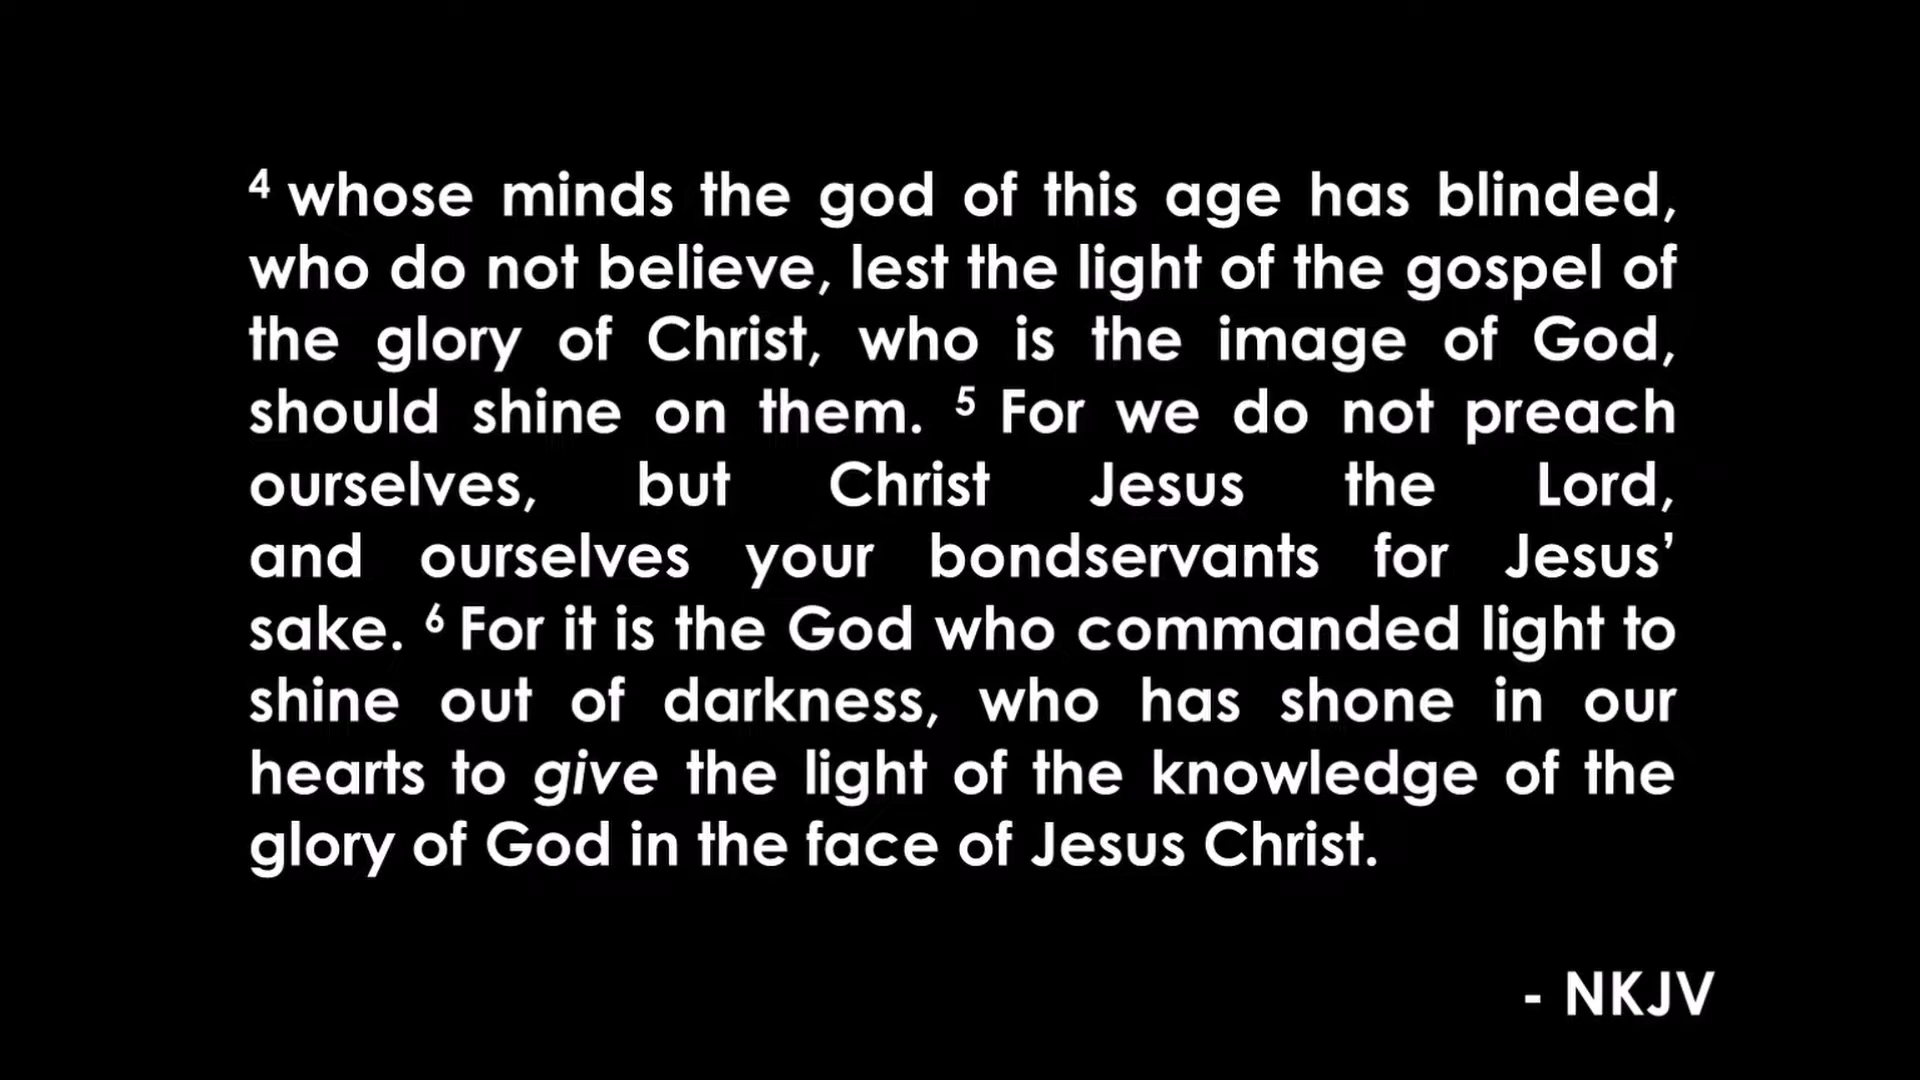 ⁴ whose minds the god of this age has blinded,
who do not believe, lest the light of the gospel of
the glory of Christ, who is the image of God,
should shine on them. ⁵ For we do not preach
ourselves, but Christ Jesus the Lord,
and ourselves your bondservants for Jesus’
sake. ⁶ For it is the God who commanded light to
shine out of darkness, who has shone in our
hearts to give the light of the knowledge of the
glory of God in the face of Jesus Christ.
- NKJV